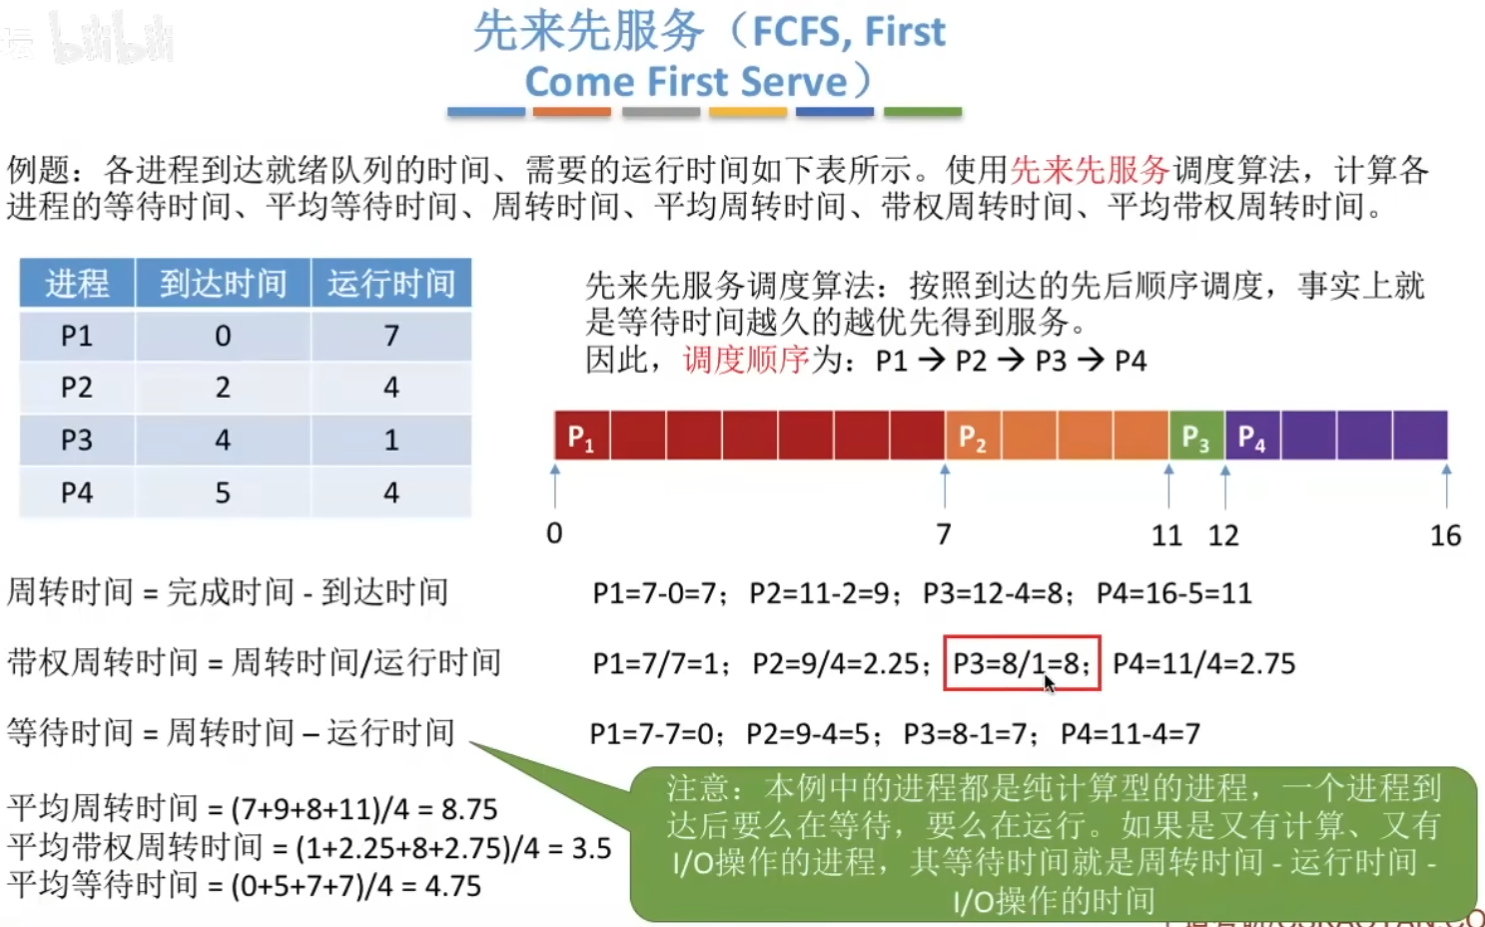 bilibili
先来先服务（FCFS, First
Come First Serve）
例题：各进程到达就绪队列的时间、需要的运行时间如下表所示。使用先来先服务调度算法，计算各
进程的等待时间、平均等待时间、周转时间、平均周转时间、带权周转时间、平均带权周转时间。
进程 到达时间 运行时间
P1 0 7
P2 2 4
P3 4 1
P4 5 4
先来先服务调度算法：按照到达的先后顺序调度，事实上就
是等待时间越久的越优先得到服务。
因此，调度顺序为：P1 → P2 → P3 → P4
P1 P2 P3 P4
0 7 11 12 16
周转时间 = 完成时间 - 到达时间 P1=7-0=7；P2=11-2=9；P3=12-4=8；P4=16-5=11
带权周转时间 = 周转时间/运行时间 P1=7/7=1；P2=9/4=2.25；P3=8/1=8；P4=11/4=2.75
等待时间 = 周转时间 – 运行时间 P1=7-7=0；P2=9-4=5；P3=8-1=7；P4=11-4=7
平均周转时间 = (7+9+8+11)/4 = 8.75
平均带权周转时间 = (1+2.25+8+2.75)/4 = 3.5
平均等待时间 = (0+5+7+7)/4 = 4.75
注意：本例中的进程都是纯计算型的进程，一个进程到
达后要么在等待，要么在运行。如果是又有计算、又有
I/O操作的进程，其等待时间就是周转时间 - 运行时间 -
I/O操作的时间